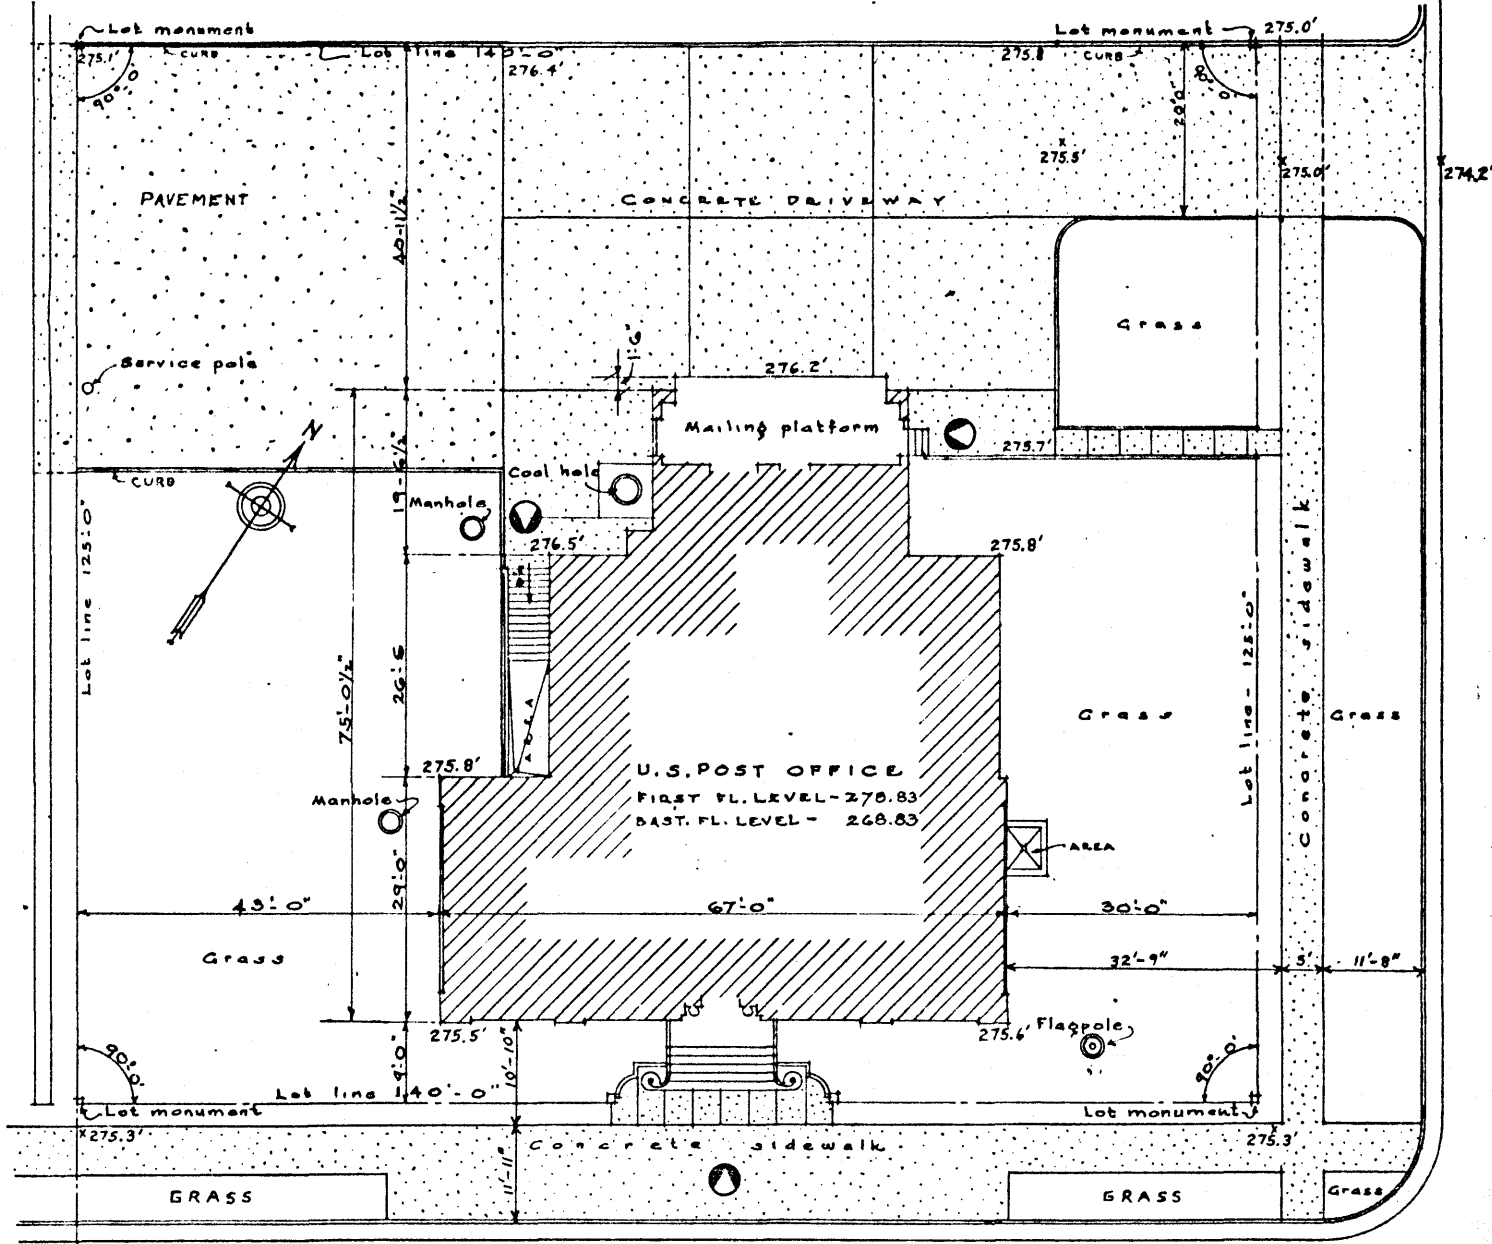 Lot monument
Lot monument 275.0'
275.1' CURB Lot line 140'-0" 276.4'
275.8 CURB
90°-0'
90°-0'
20'-0"
275.5'
275.0'
274.2'
PAVEMENT
CONCRETE DRIVEWAY
40'-1½"
Grass
Service pole
1'-6"
276.2'
Mailing platform
275.7'
N
CURB
Coal hole
19'-6½"
Manhole
276.5'
275.8'
Lot line 125'-0"
Concrete sidewalk
Lot line - 125'-0"
75'-0½"
26'-6
AREA
Grass
Grass
275.8'
U.S. POST OFFICE
FIRST FL. LEVEL - 278.83
BAST. FL. LEVEL - 268.83
Manhole
AREA
29'-0"
43'-0"
67'-0"
30'-0"
Grass
32'-9"
5'
11'-8"
275.5'
275.6'
Flagpole
90°-0'
9'-0"
10'-10"
90°-0'
Lot line 140'-0"
Lot monument
Lot monument
275.3'
275.3'
Concrete sidewalk
11'-11"
GRASS
GRASS
Grass